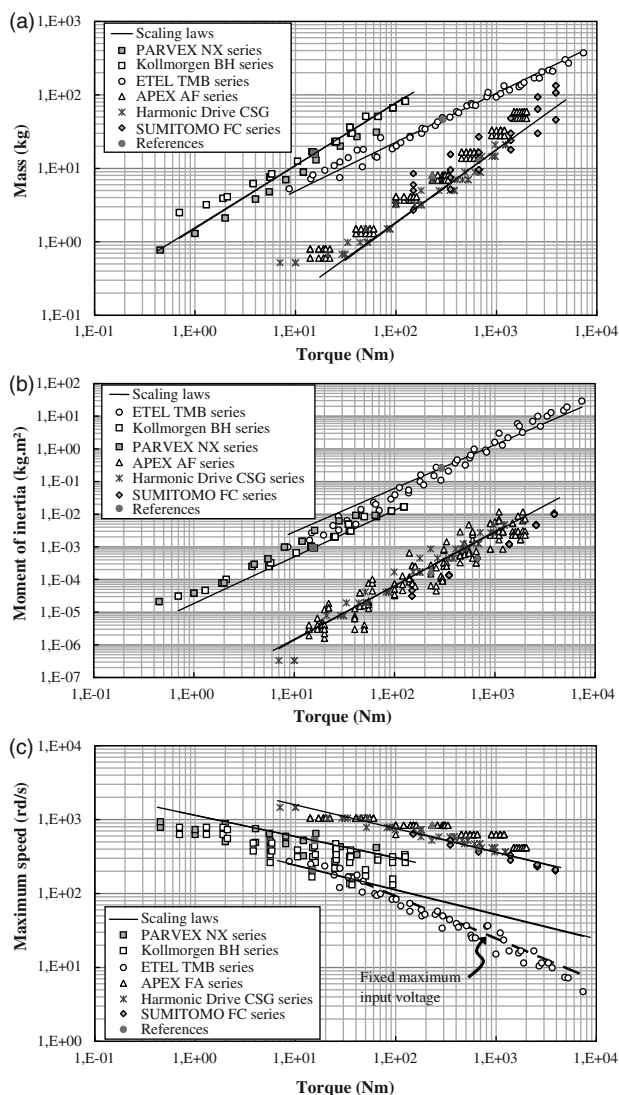 (a)
1,E+03
1,E+02
1,E+01
1,E+00
1,E-01
Mass (kg)
Scaling laws
PARVEX NX series
Kollmorgen BH series
ETEL TMB series
APEX AF series
Harmonic Drive CSG
SUMITOMO FC series
References
1,E-01 1,E+00 1,E+01 1,E+02 1,E+03 1,E+04
Torque (Nm)
(b)
1,E+02
1,E+01
1,E+00
1,E-01
1,E-02
1,E-03
1,E-04
1,E-05
1,E-06
1,E-07
Moment of inertia (kg.m²)
Scaling laws
ETEL TMB series
Kollmorgen BH series
PARVEX NX series
APEX AF series
Harmonic Drive CSG series
SUMITOMO FC series
References
1,E-01 1,E+00 1,E+01 1,E+02 1,E+03 1,E+04
Torque (Nm)
(c)
1,E+04
1,E+03
1,E+02
1,E+01
1,E+00
Maximum speed (rd/s)
Scaling laws
PARVEX NX series
Kollmorgen BH series
ETEL TMB series
APEX FA series
Harmonic Drive CSG series
SUMITOMO FC series
References
Fixed maximum
input voltage
1,E-01 1,E+00 1,E+01 1,E+02 1,E+03 1,E+04
Torque (Nm)